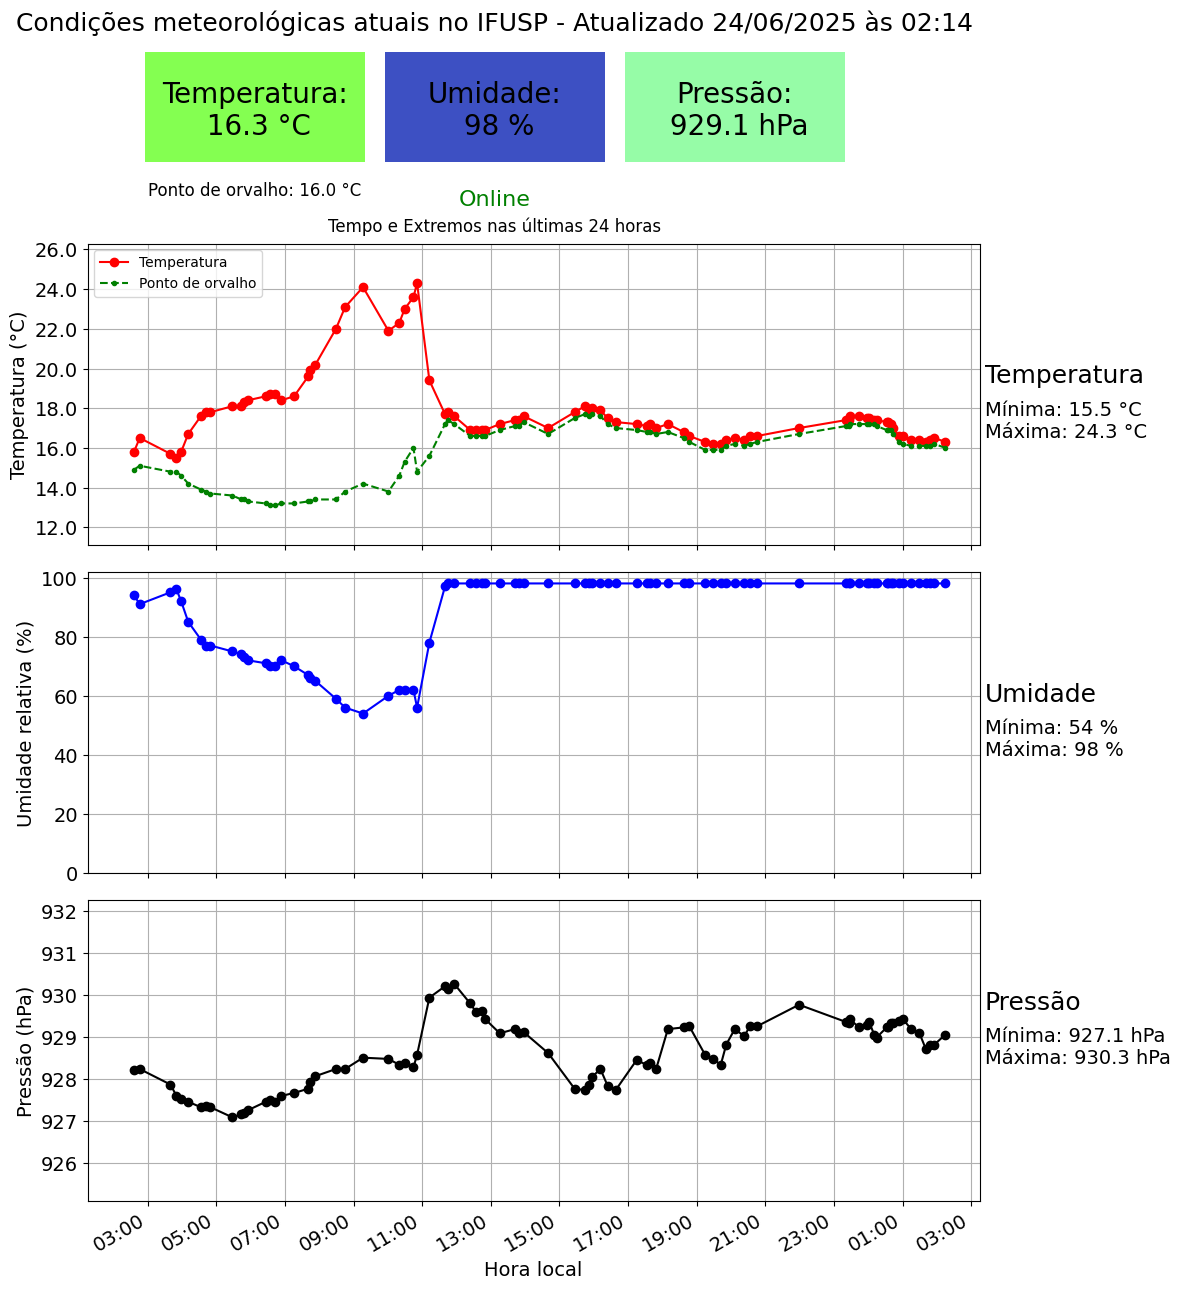 Condições meteorológicas atuais no IFUSP - Atualizado 24/06/2025 às 02:14
Temperatura:
16.3 °C
Umidade:
98 %
Pressão:
929.1 hPa
Ponto de orvalho: 16.0 °C
Online
Tempo e Extremos nas últimas 24 horas
Temperatura
Ponto de orvalho
Temperatura (°C)
26.0
24.0
22.0
20.0
18.0
16.0
14.0
12.0
Temperatura
Mínima: 15.5 °C
Máxima: 24.3 °C
Umidade relativa (%)
100
80
60
40
20
0
Umidade
Mínima: 54 %
Máxima: 98 %
Pressão (hPa)
932
931
930
929
928
927
926
Pressão
Mínima: 927.1 hPa
Máxima: 930.3 hPa
03:00
05:00
07:00
09:00
11:00
13:00
15:00
17:00
19:00
21:00
23:00
01:00
03:00
Hora local